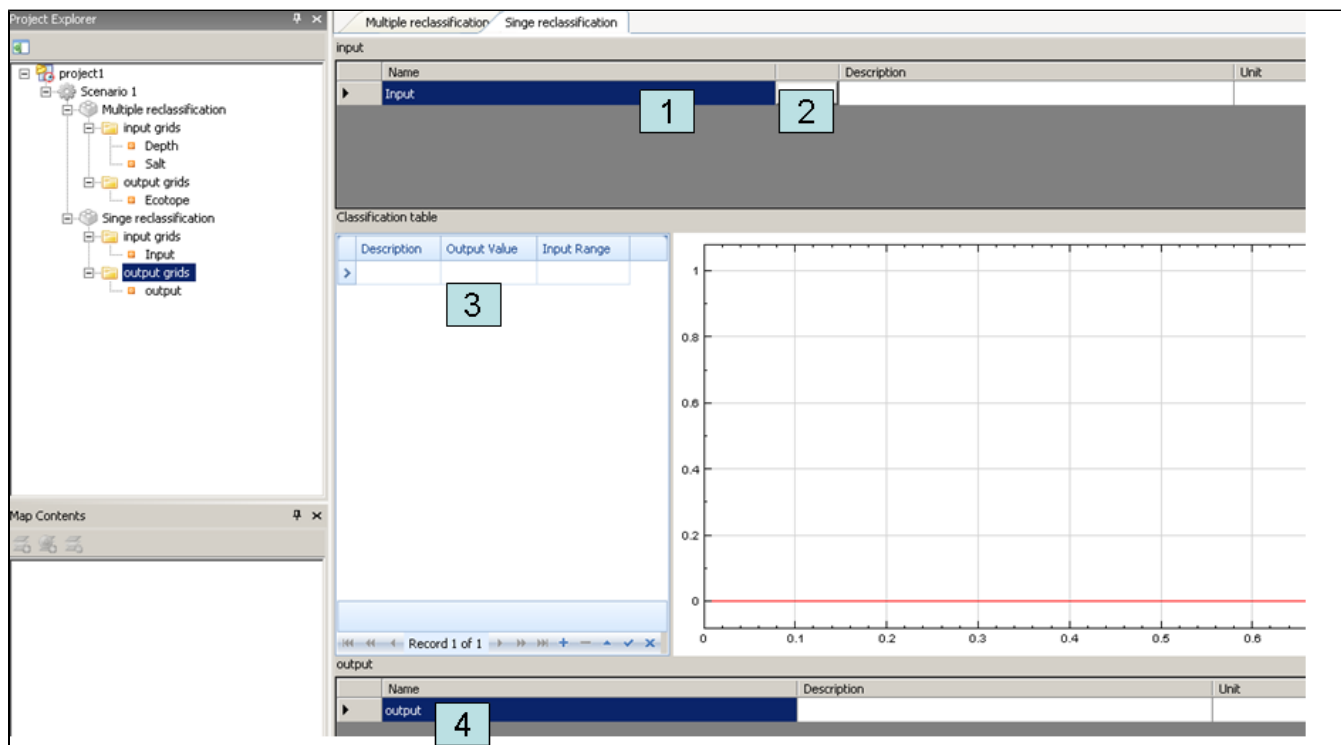 Project Explorer
project1
Scenario 1
Multiple reclassification
input grids
Depth
Salt
output grids
Ecotope
Singe reclassification
input grids
Input
output grids
output
Map Contents
Multiple reclassification
Singe reclassification
input
Name Description Unit
Input
1
2
Classification table
Description Output Value Input Range
3
1
0.8
0.6
0.4
0.2
0
0 0.1 0.2 0.3 0.4 0.5 0.6
Record 1 of 1
output
Name Description Unit
output
4